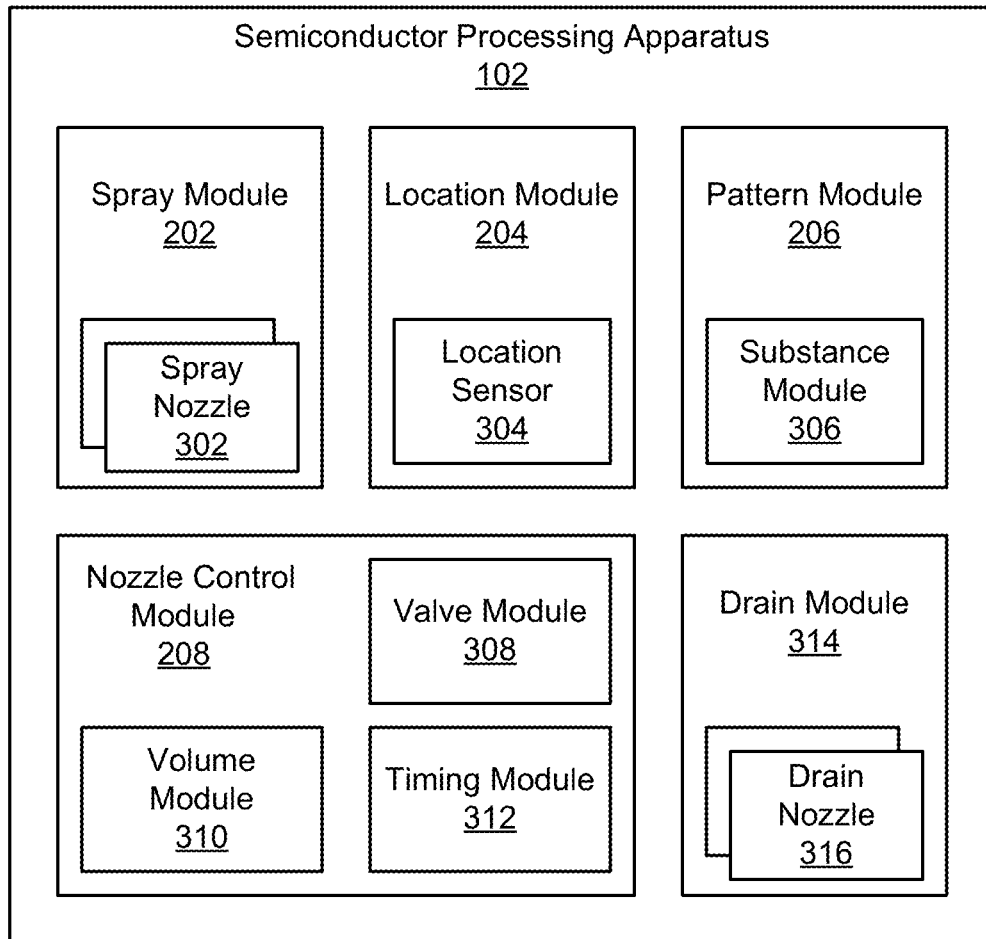 Semiconductor Processing Apparatus
102
Spray Module
202
Spray
Nozzle
302
Location Module
204
Location
Sensor
304
Pattern Module
206
Substance
Module
306
Nozzle Control
Module
208
Valve Module
308
Volume
Module
310
Timing Module
312
Drain Module
314
Drain
Nozzle
316